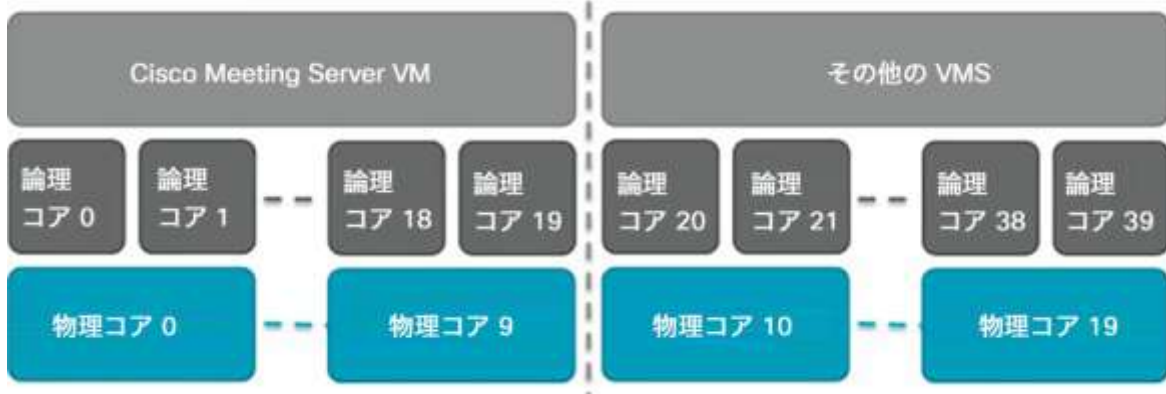 Cisco Meeting Server VM
その他の VMS
論理
コア 0
論理
コア 1
論理
コア 18
論理
コア 19
論理
コア 20
論理
コア 21
論理
コア 38
論理
コア 39
物理コア 0
物理コア 9
物理コア 10
物理コア 19